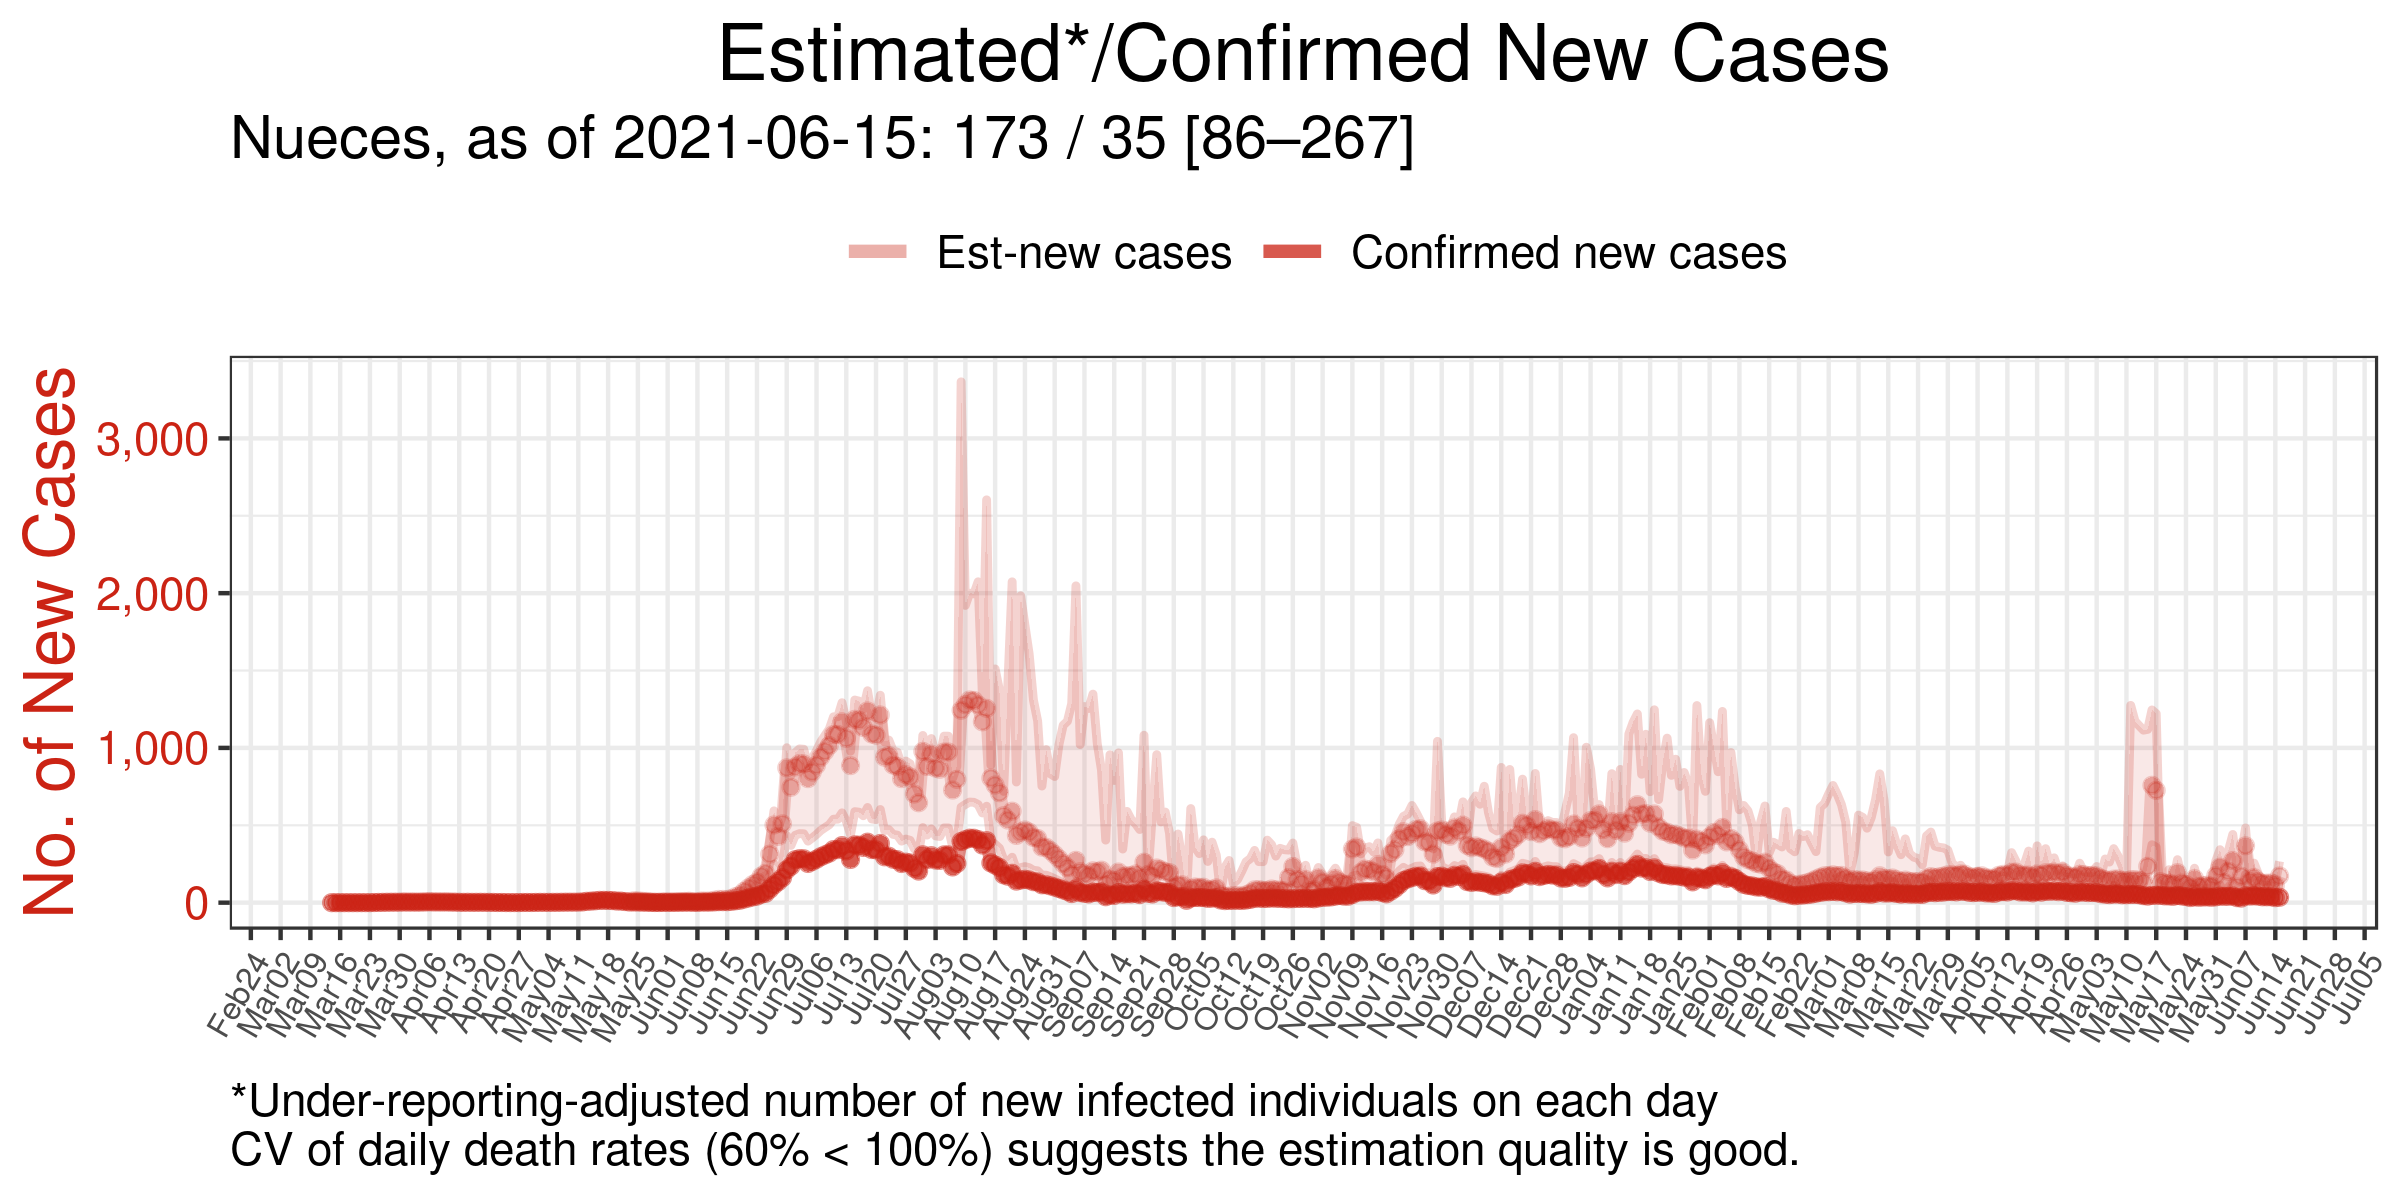 Estimated*/Confirmed New Cases
Nueces, as of 2021-06-15: 173 / 35 [86–267]
Est-new cases Confirmed new cases
No. of New Cases
3,000
2,000
1,000
0
Feb24 Mar02 Mar09 Mar16 Mar23 Mar30 Apr06 Apr13 Apr20 Apr27 May04 May11 May18 May25 Jun01 Jun08 Jun15 Jun22 Jun29 Jul06 Jul13 Jul20 Jul27 Aug03 Aug10 Aug17 Aug24 Aug31 Sep07 Sep14 Sep21 Sep28 Oct05 Oct12 Oct19 Oct26 Nov02 Nov09 Nov16 Nov23 Nov30 Dec07 Dec14 Dec21 Dec28 Jan04 Jan11 Jan18 Jan25 Feb01 Feb08 Feb15 Feb22 Mar01 Mar08 Mar15 Mar22 Mar29 Apr05 Apr12 Apr19 Apr26 May03 May10 May17 May24 May31 Jun07 Jun14 Jun21 Jun28 Jul05
*Under-reporting-adjusted number of new infected individuals on each day
CV of daily death rates (60% < 100%) suggests the estimation quality is good.